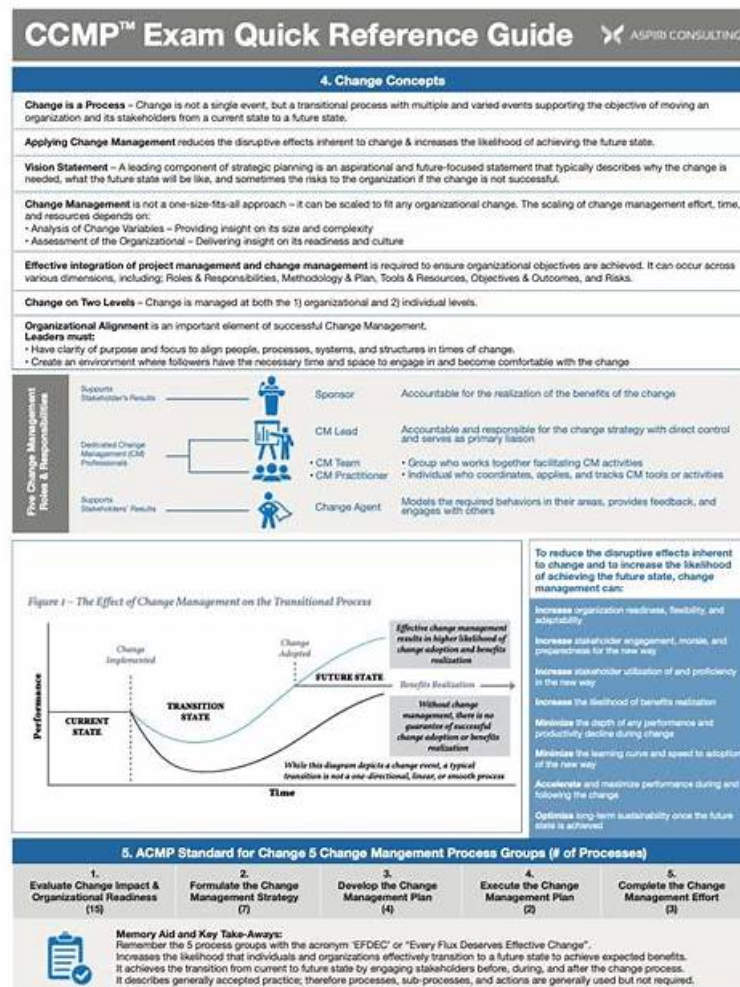 CCMP™ Exam Quick Reference Guide
ASPIRI CONSULTING
4. Change Concepts
Change is a Process – Change is not a single event, but a transitional process with multiple and varied events supporting the objective of moving an
organization and its stakeholders from a current state to a future state.
Applying Change Management reduces the disruptive effects inherent to change & increases the likelihood of achieving the future state.
Vision Statement – A leading component of strategic planning is an aspirational and future-focused statement that typically describes why the change is
needed, what the future state will be like, and sometimes the risks to the organization if the change is not successful.
Change Management is not a one-size-fits-all approach – it can be scaled to fit any organizational change. The scaling of change management effort, time,
and resources depends on:
• Analysis of Change Variables – Providing insight on its size and complexity
• Assessment of the Organizational – Delivering insight on its readiness and culture
Effective integration of project management and change management is required to ensure organizational objectives are achieved. It can occur across
various dimensions, including; Roles & Responsibilities, Methodology & Plan, Tools & Resources, Objectives & Outcomes, and Risks.
Change on Two Levels – Change is managed at both the 1) organizational and 2) individual levels.
Organizational Alignment is an important element of successful Change Management.
Leaders must:
• Have clarity of purpose and focus to align people, processes, systems, and structures in times of change.
• Create an environment where followers have the necessary time and space to engage in and become comfortable with the change
Five Change Management
Roles & Responsibilities
Supports
Stakeholder's Results
Sponsor
Accountable for the realization of the benefits of the change
Dedicated Change
Management (CM)
Professionals
CM Lead
Accountable and responsible for the change strategy with direct control
and serves as primary liaison
• CM Team
• CM Practitioner
• Group who works together facilitating CM activities
• Individual who coordinates, applies, and tracks CM tools or activities
Supports
Stakeholders' Results
Change Agent
Models the required behaviors in their areas, provides feedback, and
engages with others
Figure 1 – The Effect of Change Management on the Transitional Process
Performance
Change
Implemented
Change
Adopted
CURRENT
STATE
TRANSITION
STATE
FUTURE STATE
Effective change management
results in higher likelihood of
change adoption and benefits
realization
Benefits Realization
Without change
management, there is no
guarantee of successful
change adoption or benefits
realization
While this diagram depicts a change event, a typical
transition is not a one-directional, linear, or smooth process
Time
To reduce the disruptive effects inherent
to change and to increase the likelihood
of achieving the future state, change
management can:
Increase organization readiness, flexibility, and
adaptability
Increase stakeholder engagement, morale, and
preparedness for the new way
Increase stakeholder utilization of and proficiency
in the new way
Increase the likelihood of benefits realization
Minimize the depth of any performance and
productivity decline during change
Minimize the learning curve and speed to adoption
of the new way
Accelerate and maximize performance during and
following the change
Optimise long-term sustainability once the future
state is achieved
5. ACMP Standard for Change 5 Change Mangement Process Groups (# of Processes)
1.
Evaluate Change Impact &
Organizational Readiness
(15)
2.
Formulate the Change
Management Strategy
(7)
3.
Develop the Change
Management Plan
(4)
4.
Execute the Change
Management Plan
(2)
5.
Complete the Change
Management Effort
(3)
Memory Aid and Key Take-Aways:
Remember the 5 process groups with the acronym 'EFDEC' or "Every Flux Deserves Effective Change".
Increases the likelihood that individuals and organizations effectively transition to a future state to achieve expected benefits.
It achieves the transition from current to future state by engaging stakeholders before, during, and after the change process.
It describes generally accepted practice; therefore processes, sub-processes, and actions are generally used but not required.